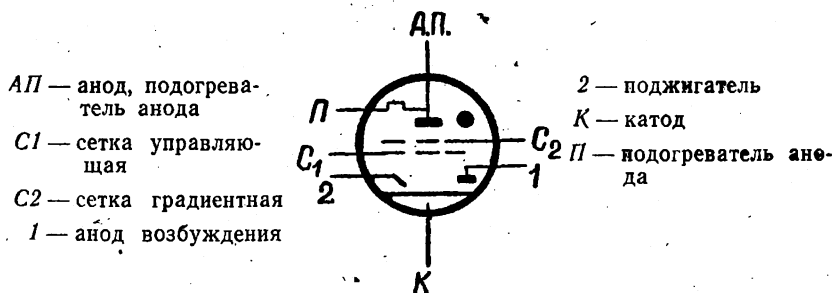 А.П.
АП — анод, подогрева-
тель анода
С1 — сетка управляю-
щая
С2 — сетка градиентная
1 — анод возбуждения
П
С1
2
С2
1
К
2 — поджигатель
К — катод
П — подогреватель ано-
да